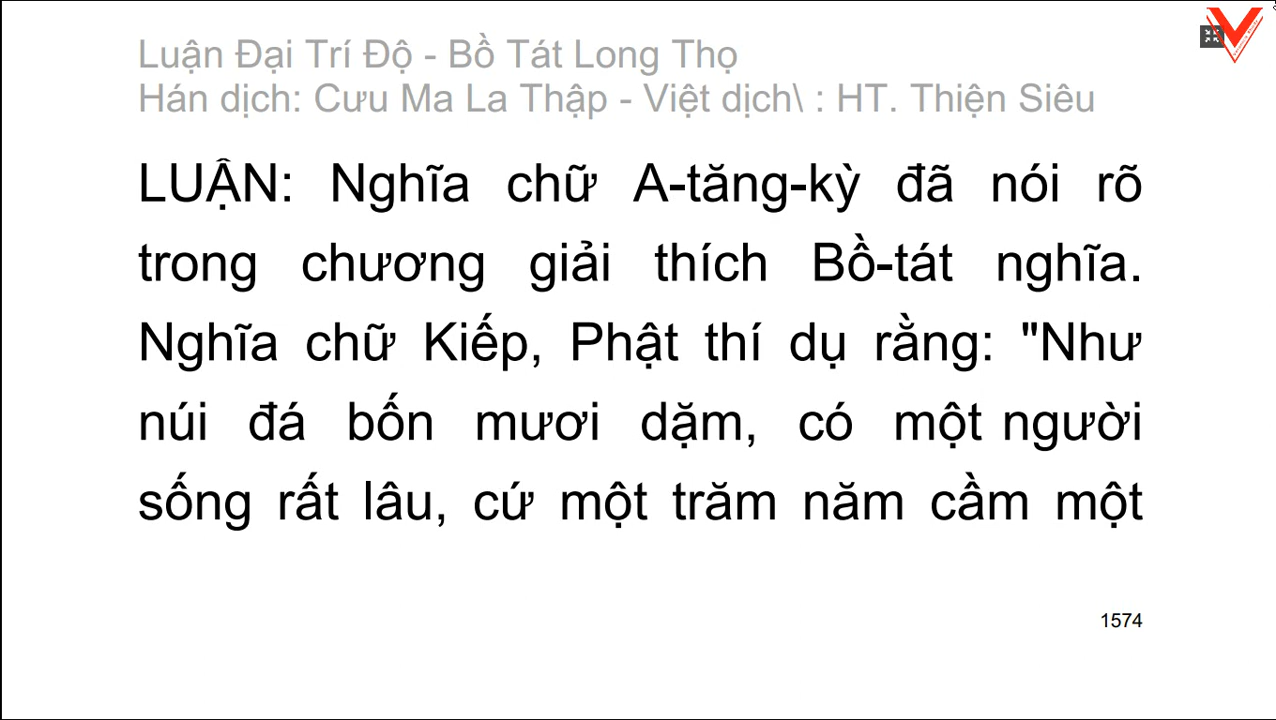 Luận Đại Trí Độ - Bồ Tát Long Thọ
Hán dịch: Cưu Ma La Thập - Việt dịch\ : HT. Thiện Siêu
LUẬN: Nghĩa chữ A-tăng-kỳ đã nói rõ
trong chương giải thích Bồ-tát nghĩa.
Nghĩa chữ Kiếp, Phật thí dụ rằng: "Như
núi đá bốn mươi dặm, có một người
sống rất lâu, cứ một trăm năm cầm một
1574